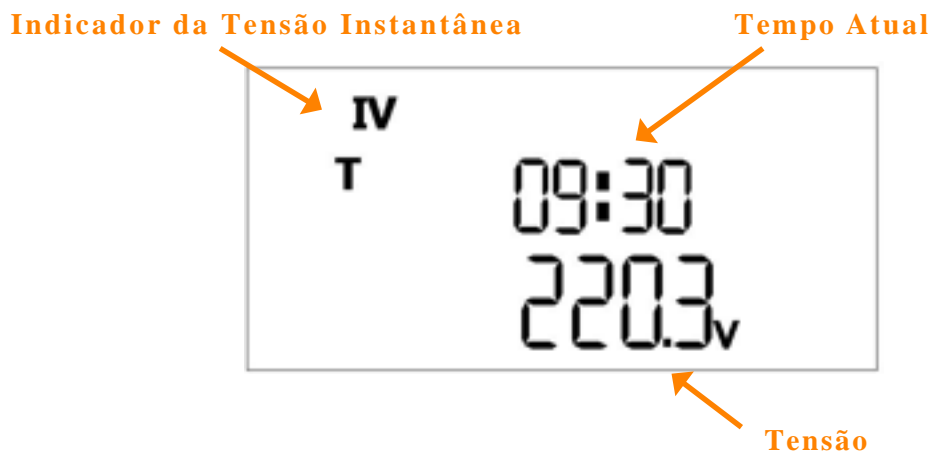 Indicador da Tensão Instantânea
Tempo Atual
IV
T
09:30
220.3v
Tensão